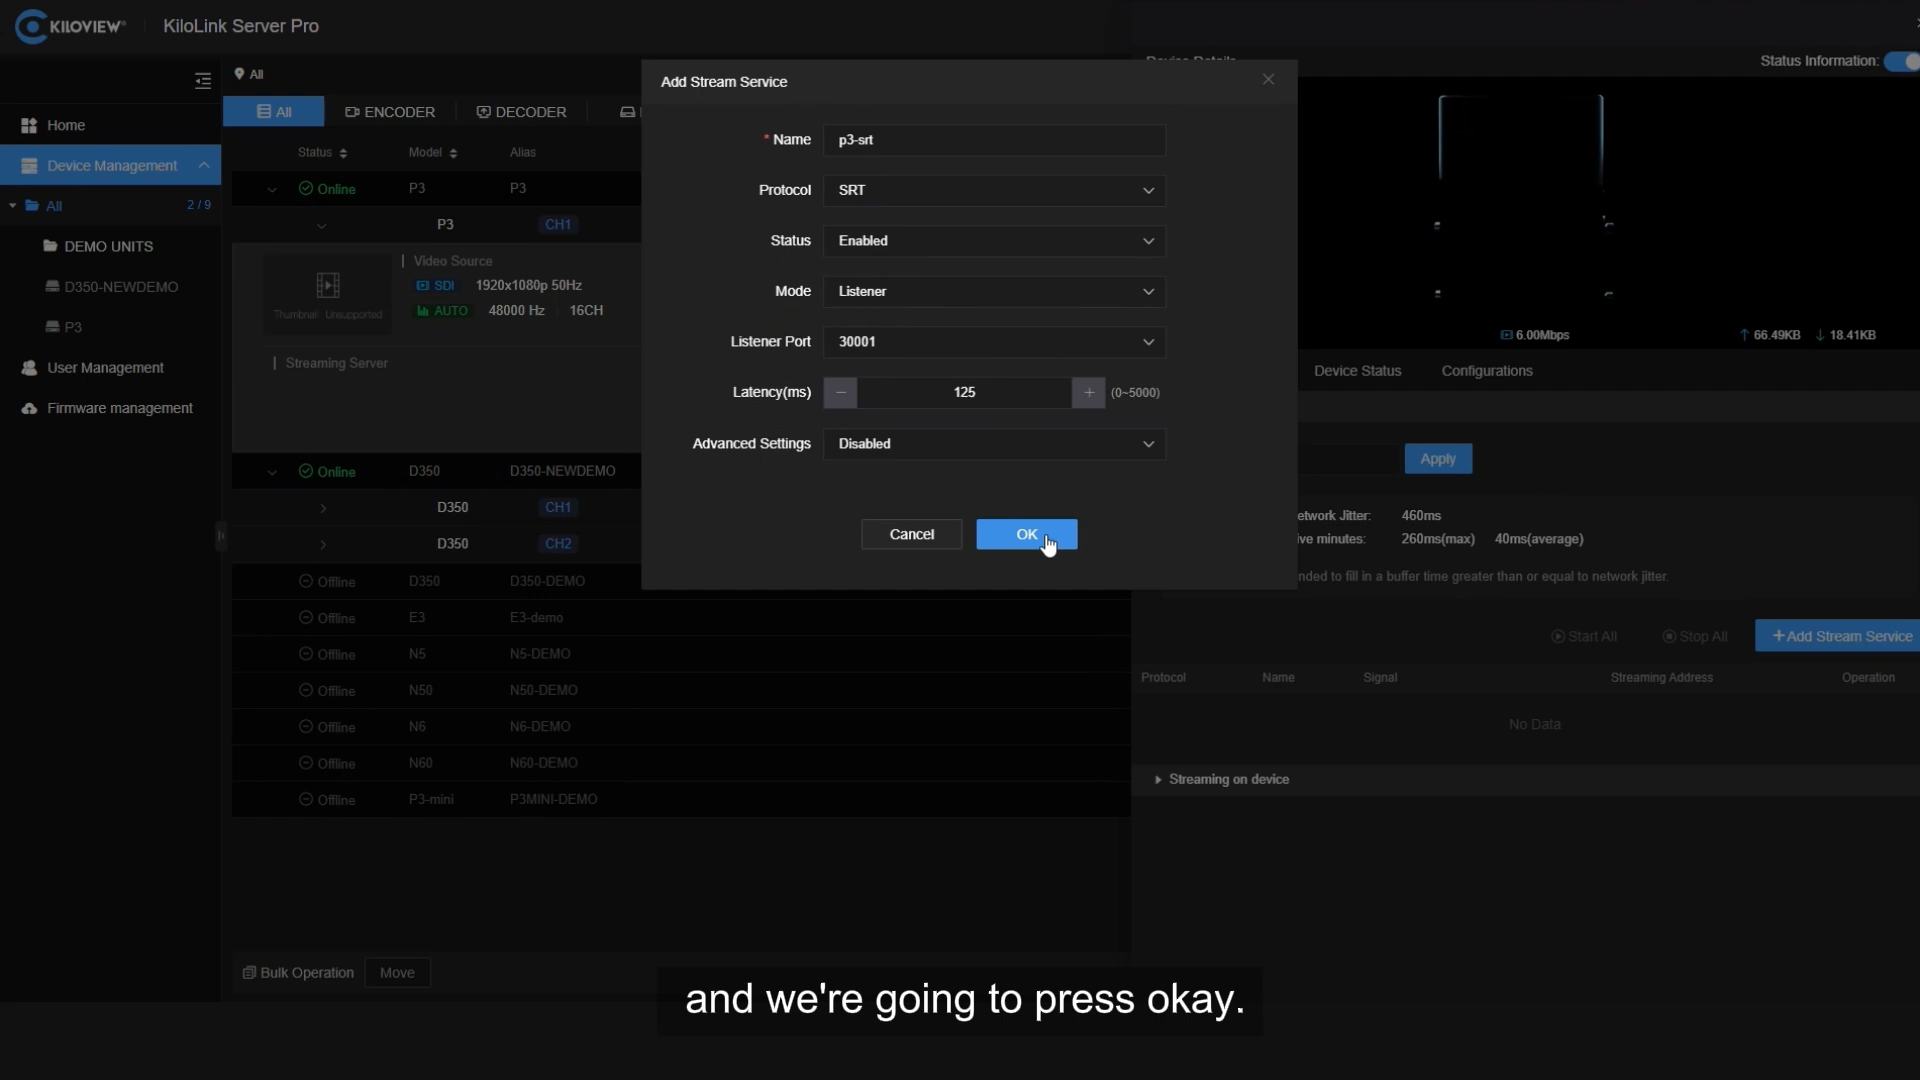 KILOVIEW
KiloLink Server Pro
Status Information:
All
Add Stream Service
All
ENCODER
DECODER
Home
* Name p3-srt
Status
Model
Alias
Device Management
Online P3 P3
Protocol SRT
All 2 / 9
P3 CH1
Status Enabled
DEMO UNITS
Video Source
SDI 1920x1080p 50Hz
D350-NEWDEMO
Mode Listener
AUTO 48000 Hz 16CH
Thumbnail Unsupported
P3
Listener Port 30001
6.00Mbps
66.49KB
18.41KB
Streaming Server
User Management
Device Status
Configurations
Latency(ms) − 125 + (0~5000)
Firmware management
Advanced Settings Disabled
Apply
Online D350 D350-NEWDEMO
D350 CH1
etwork Jitter: 460ms
Cancel
OK
D350 CH2
ive minutes: 260ms(max) 40ms(average)
Offline D350 D350-DEMO
nded to fill in a buffer time greater than or equal to network jitter.
Offline E3 E3-demo
Start All
Stop All
+Add Stream Service
Offline N5 N5-DEMO
Protocol
Name
Signal
Streaming Address
Operation
Offline N50 N50-DEMO
No Data
Offline N6 N6-DEMO
Offline N60 N60-DEMO
Streaming on device
Offline P3-mini P3MINI-DEMO
Bulk Operation
Move
and we're going to press okay.